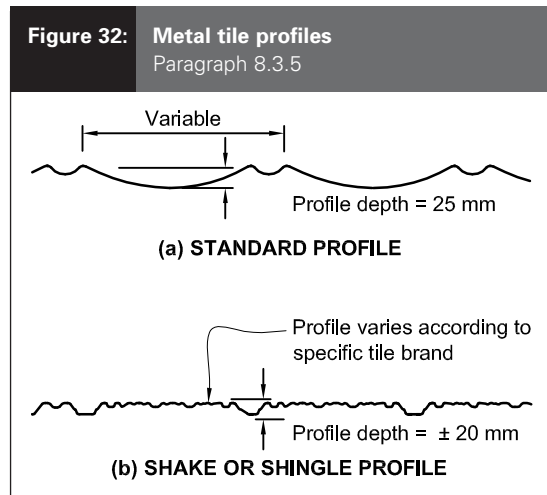 Figure 32: Metal tile profiles
Paragraph 8.3.5
Variable
Profile depth = 25 mm
(a) STANDARD PROFILE
Profile varies according to
specific tile brand
Profile depth = ± 20 mm
(b) SHAKE OR SHINGLE PROFILE